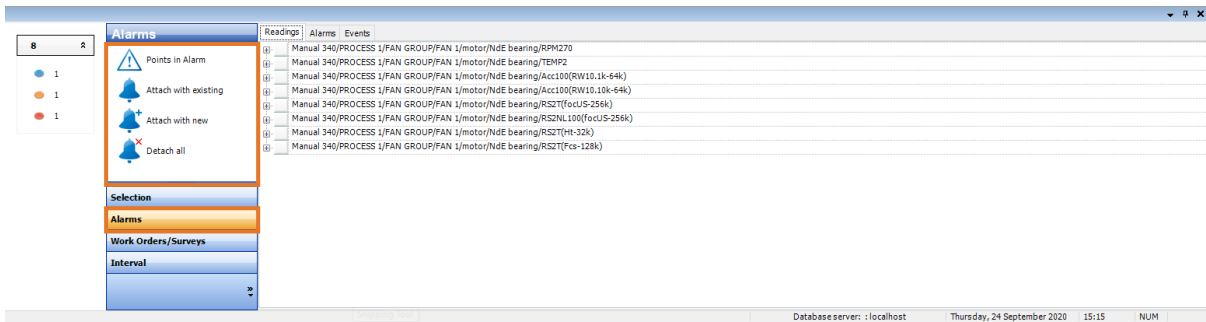 8
1
1
1
Alarms
Points in Alarm
Attach with existing
Attach with new
Detach all
Selection
Alarms
Work Orders/Surveys
Interval
Readings Alarms Events
Manual 340/PROCESS 1/FAN GROUP/FAN 1/motor/NdE bearing/RPM270
Manual 340/PROCESS 1/FAN GROUP/FAN 1/motor/NdE bearing/TEMP2
Manual 340/PROCESS 1/FAN GROUP/FAN 1/motor/NdE bearing/Acc100(RW10.1k-64k)
Manual 340/PROCESS 1/FAN GROUP/FAN 1/motor/NdE bearing/Acc100(RW10.10k-64k)
Manual 340/PROCESS 1/FAN GROUP/FAN 1/motor/NdE bearing/RS2T(focUS-256k)
Manual 340/PROCESS 1/FAN GROUP/FAN 1/motor/NdE bearing/RS2NL100(focUS-256k)
Manual 340/PROCESS 1/FAN GROUP/FAN 1/motor/NdE bearing/RS2T(Ht-32k)
Manual 340/PROCESS 1/FAN GROUP/FAN 1/motor/NdE bearing/RS2T(Fcs-128k)
Database server: : localhost Thursday, 24 September 2020 15:15 NUM